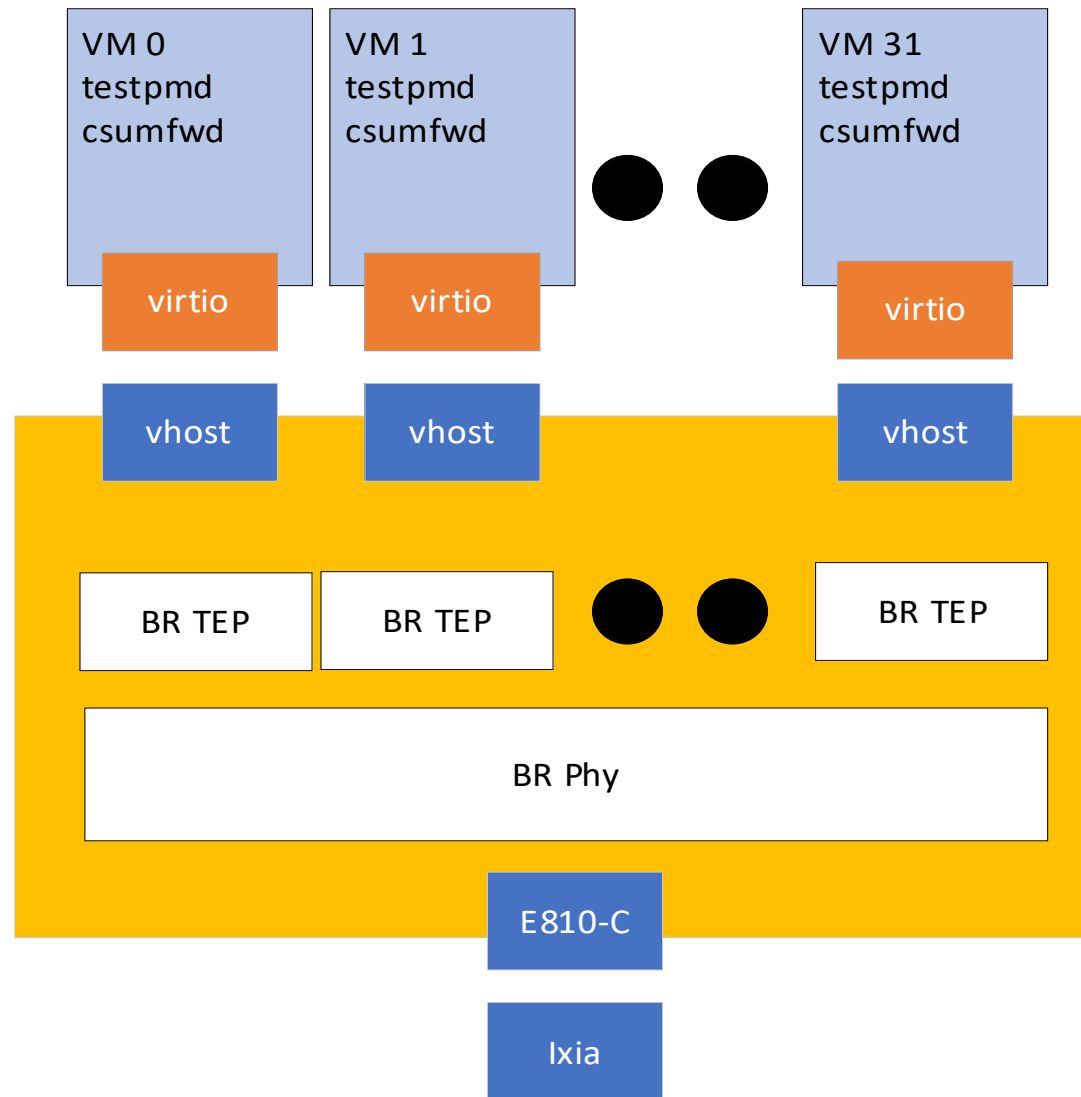 VM 0
testpmd
csumfwd
VM 1
testpmd
csumfwd
VM 31
testpmd
csumfwd
virtio
virtio
virtio
vhost
vhost
vhost
BR TEP
BR TEP
BR TEP
BR Phy
E810-C
Ixia